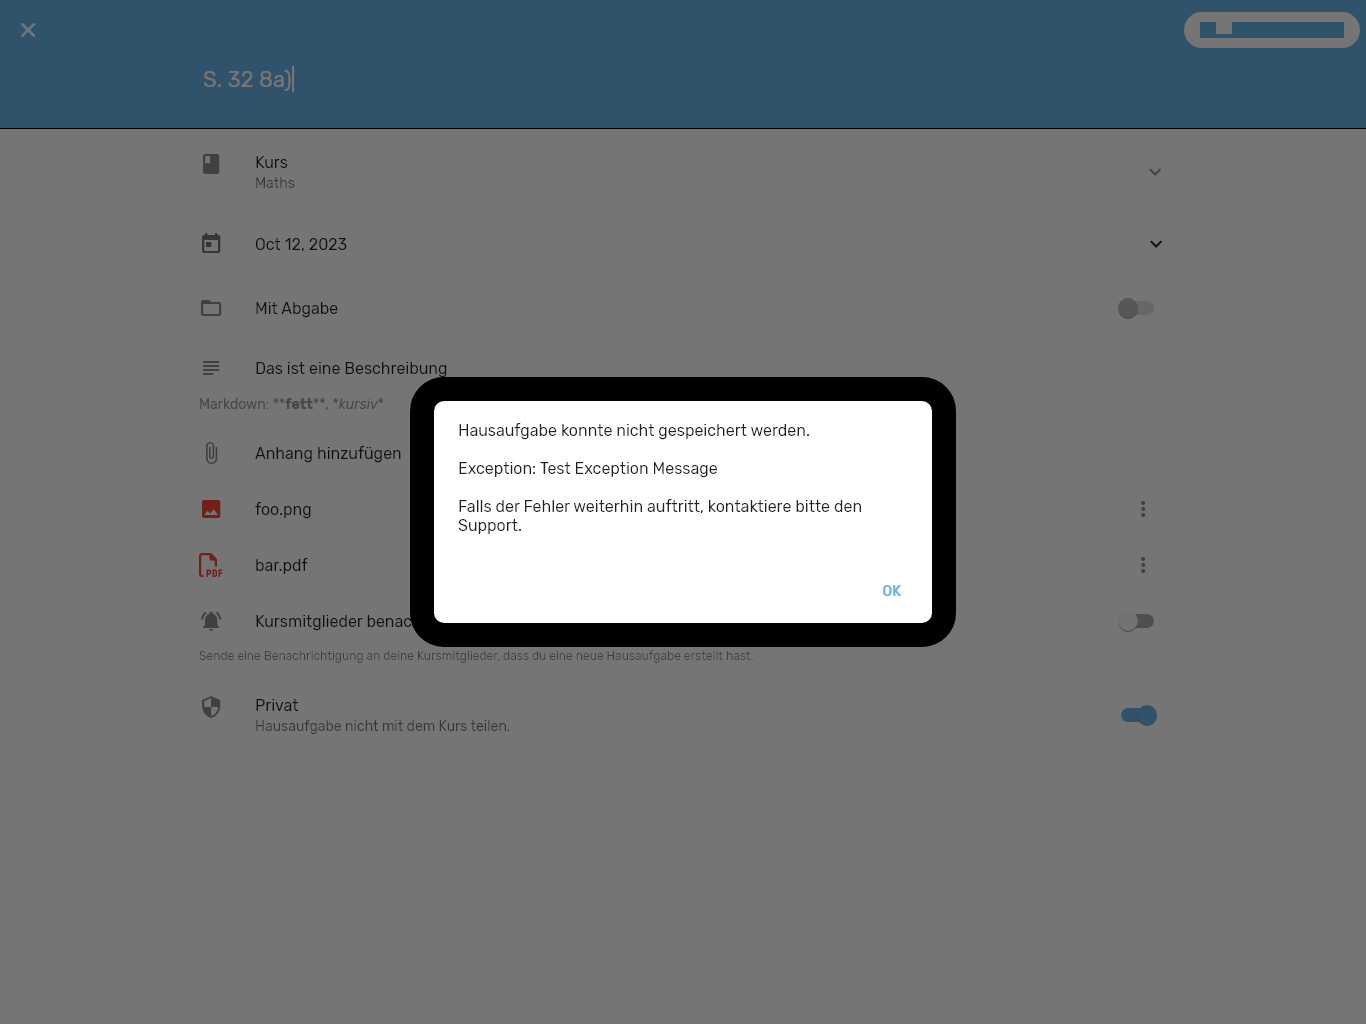 S. 32 8a)
Kurs
Maths
Oct 12, 2023
Mit Abgabe
Das ist eine Beschreibung
Markdown: **fett**, *kursiv*
Anhang hinzufügen
foo.png
PDF
bar.pdf
Kursmitglieder benac
Sende eine Benachrichtigung an deine Kursmitglieder, dass du eine neue Hausaufgabe erstellt hast.
Privat
Hausaufgabe nicht mit dem Kurs teilen.
Hausaufgabe konnte nicht gespeichert werden.
Exception: Test Exception Message
Falls der Fehler weiterhin auftritt, kontaktiere bitte den
Support.
OK